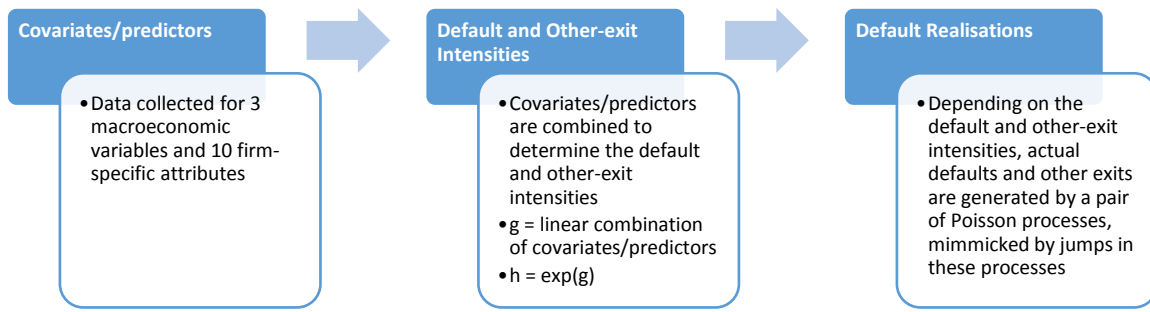 Covariates/predictors
•Data collected for 3
macroeconomic
variables and 10 firm-
specific attributes
Default and Other-exit
Intensities
•Covariates/predictors
are combined to
determine the default
and other-exit
intensities
•g = linear combination
of covariates/predictors
•h = exp(g)
Default Realisations
•Depending on the
default and other-exit
intensities, actual
defaults and other exits
are generated by a pair
of Poisson processes,
mimmicked by jumps in
these processes